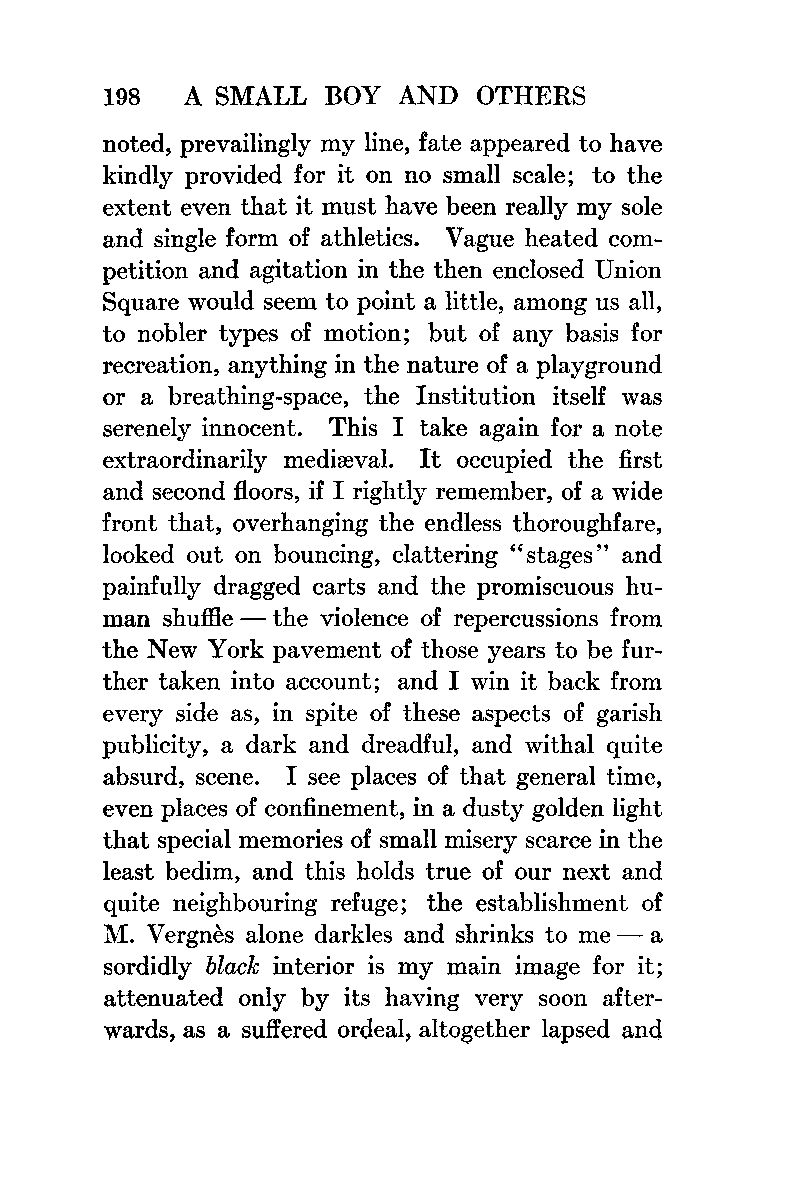 198 A SMALL BOY AND OTHERS
noted, prevailingly my line, fate appeared to have
kindly provided for it on no small scale; to the
extent even that it must have been really my sole
and single form of athletics. Vague heated com-
petition and agitation in the then enclosed Union
Square would seem to point a little, among us all,
to nobler types of motion; but of any basis for
recreation, anything in the nature of a playground
or a breathing-space, the Institution itself was
serenely innocent. This I take again for a note
extraordinarily mediæval. It occupied the first
and second floors, if I rightly remember, of a wide
front that, overhanging the endless thoroughfare,
looked out on bouncing, clattering “stages” and
painfully dragged carts and the promiscuous hu-
man shuffle — the violence of repercussions from
the New York pavement of those years to be fur-
ther taken into account; and I win it back from
every side as, in spite of these aspects of garish
publicity, a dark and dreadful, and withal quite
absurd, scene. I see places of that general time,
even places of confinement, in a dusty golden light
that special memories of small misery scarce in the
least bedim, and this holds true of our next and
quite neighbouring refuge; the establishment of
M. Vergnès alone darkles and shrinks to me — a
sordidly black interior is my main image for it;
attenuated only by its having very soon after-
wards, as a suffered ordeal, altogether lapsed and